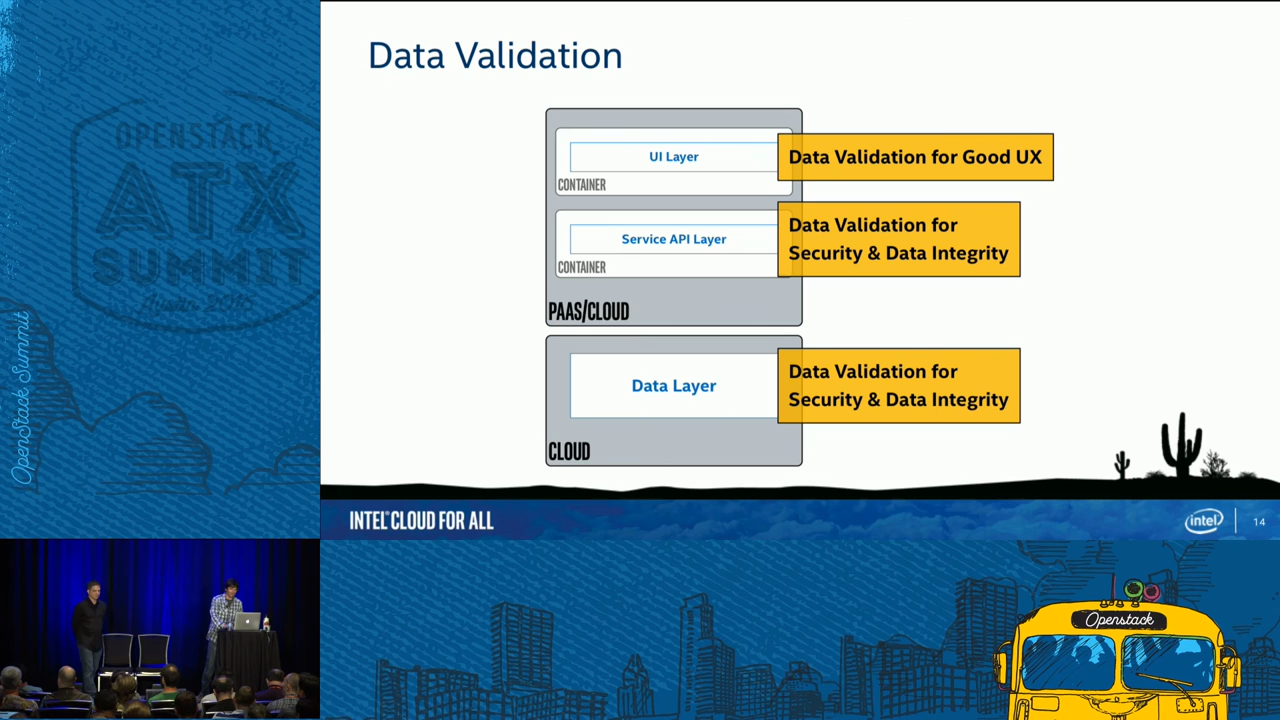 OPENSTACK
ATX
SUMMIT
Austin 2016
OpenStack Summit
Data Validation
UI Layer
CONTAINER
Data Validation for Good UX
Service API Layer
CONTAINER
Data Validation for
Security & Data Integrity
PAAS/CLOUD
Data Layer
CLOUD
Data Validation for
Security & Data Integrity
INTEL® CLOUD FOR ALL
intel
14
Openstack